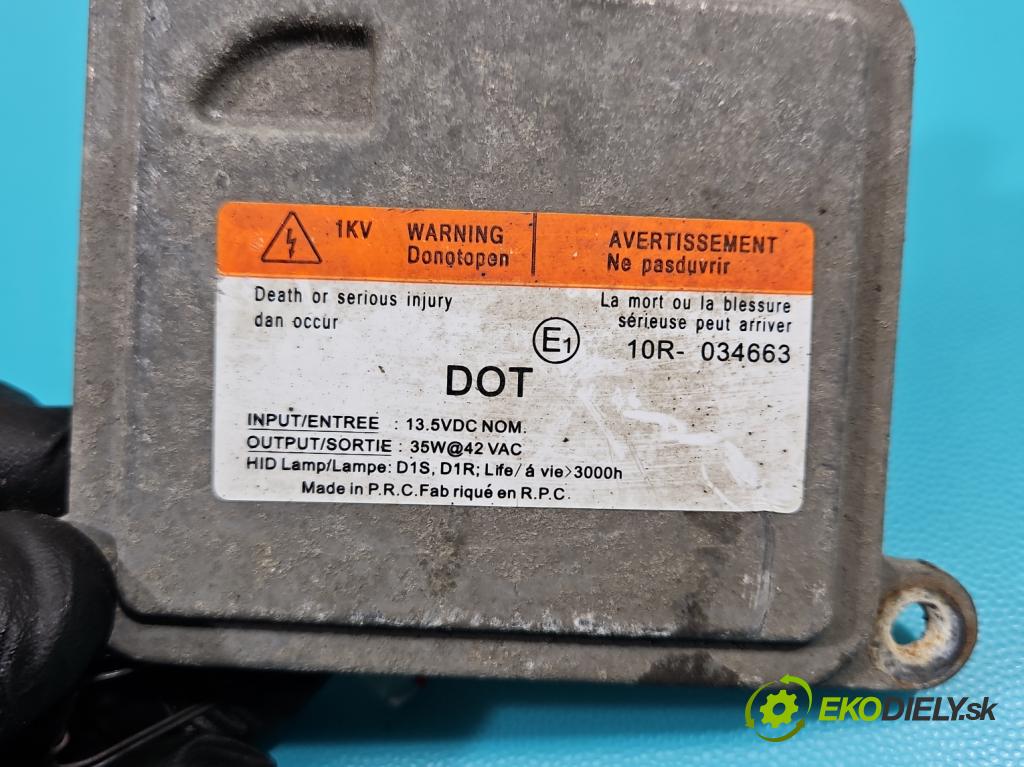 1KV WARNING
Dongtopen
AVERTISSEMENT
Ne pasduvrir
Death or serious injury
dan occur
La mort ou la blessure
sérieuse peut arriver
E1 10R- 034663
DOT
INPUT/ENTREE : 13.5VDC NOM.
OUTPUT/SORTIE : 35W@42 VAC
HID Lamp/Lampe: D1S, D1R; Life/ á vie>3000h
Made in P.R.C.Fab riqué en R.P.C.
EKODIELY.sk